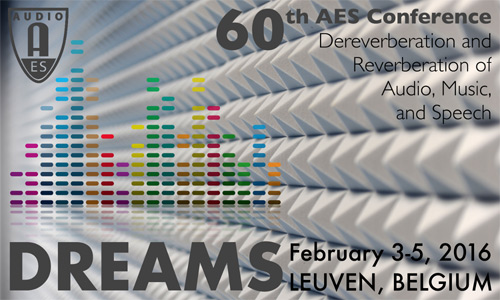 AUDIO
A
ES
60th AES Conference
Dereverberation and
Reverberation of
Audio, Music,
and Speech
DREAMS
February 3-5, 2016
LEUVEN, BELGIUM